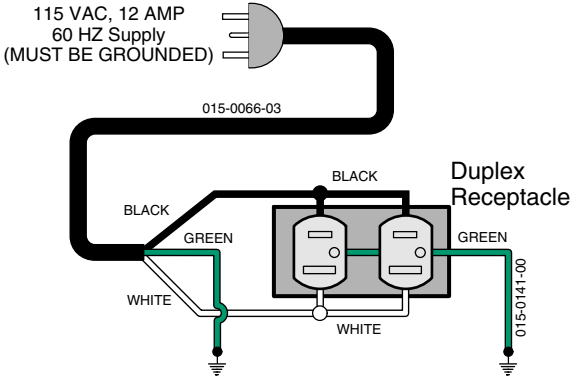 115 VAC, 12 AMP
60 HZ Supply
(MUST BE GROUNDED)
015-0066-03
BLACK
Duplex
Receptacle
BLACK
GREEN
GREEN
WHITE
WHITE
015-0141-00